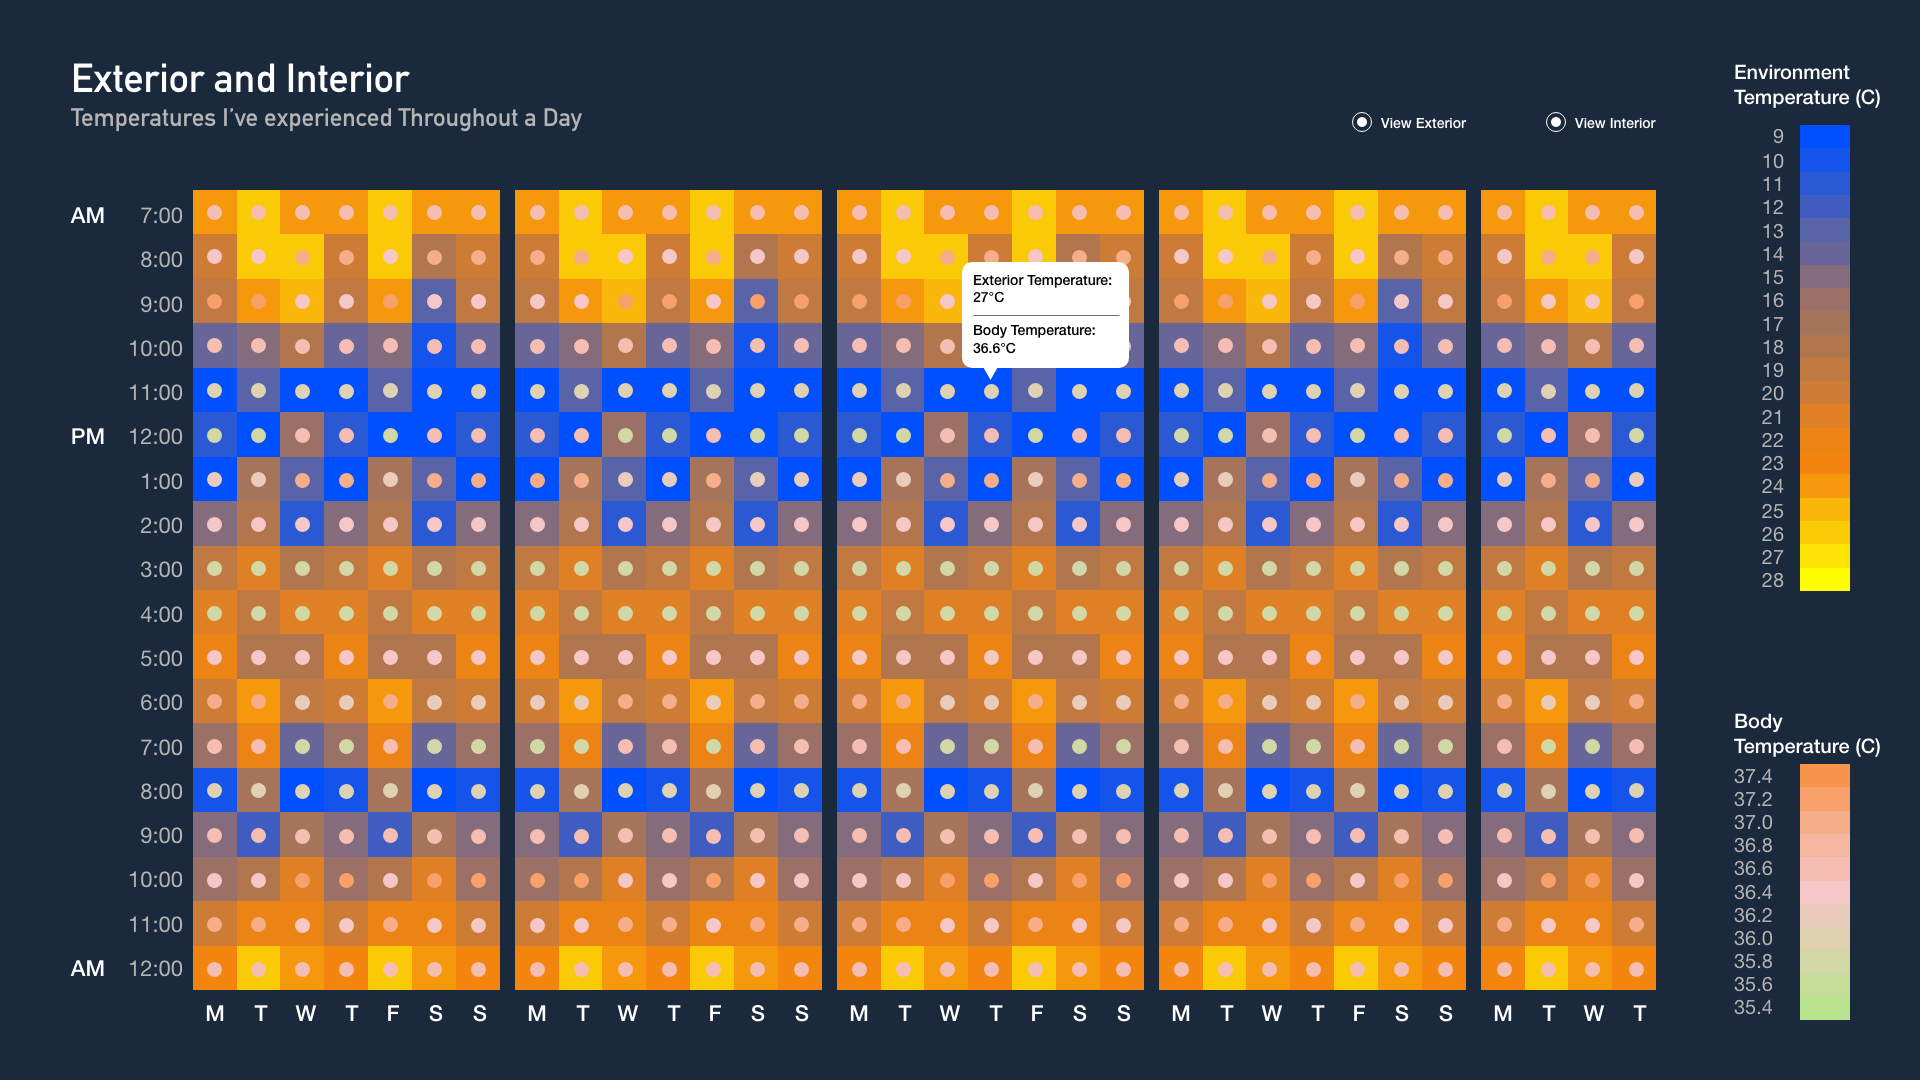 Exterior and Interior
Temperatures I've experienced Throughout a Day
View Exterior
View Interior
Environment
Temperature (C)
9
10
11
12
13
14
15
16
17
18
19
20
21
22
23
24
25
26
27
28
AM 7:00
8:00
9:00
10:00
11:00
PM 12:00
1:00
2:00
3:00
4:00
5:00
6:00
7:00
8:00
9:00
10:00
11:00
AM 12:00
Exterior Temperature:
27°C
Body Temperature:
36.6°C
M T W T F S S M T W T F S S M T W T F S S M T W T F S S M T W T
Body
Temperature (C)
37.4
37.2
37.0
36.8
36.6
36.4
36.2
36.0
35.8
35.6
35.4